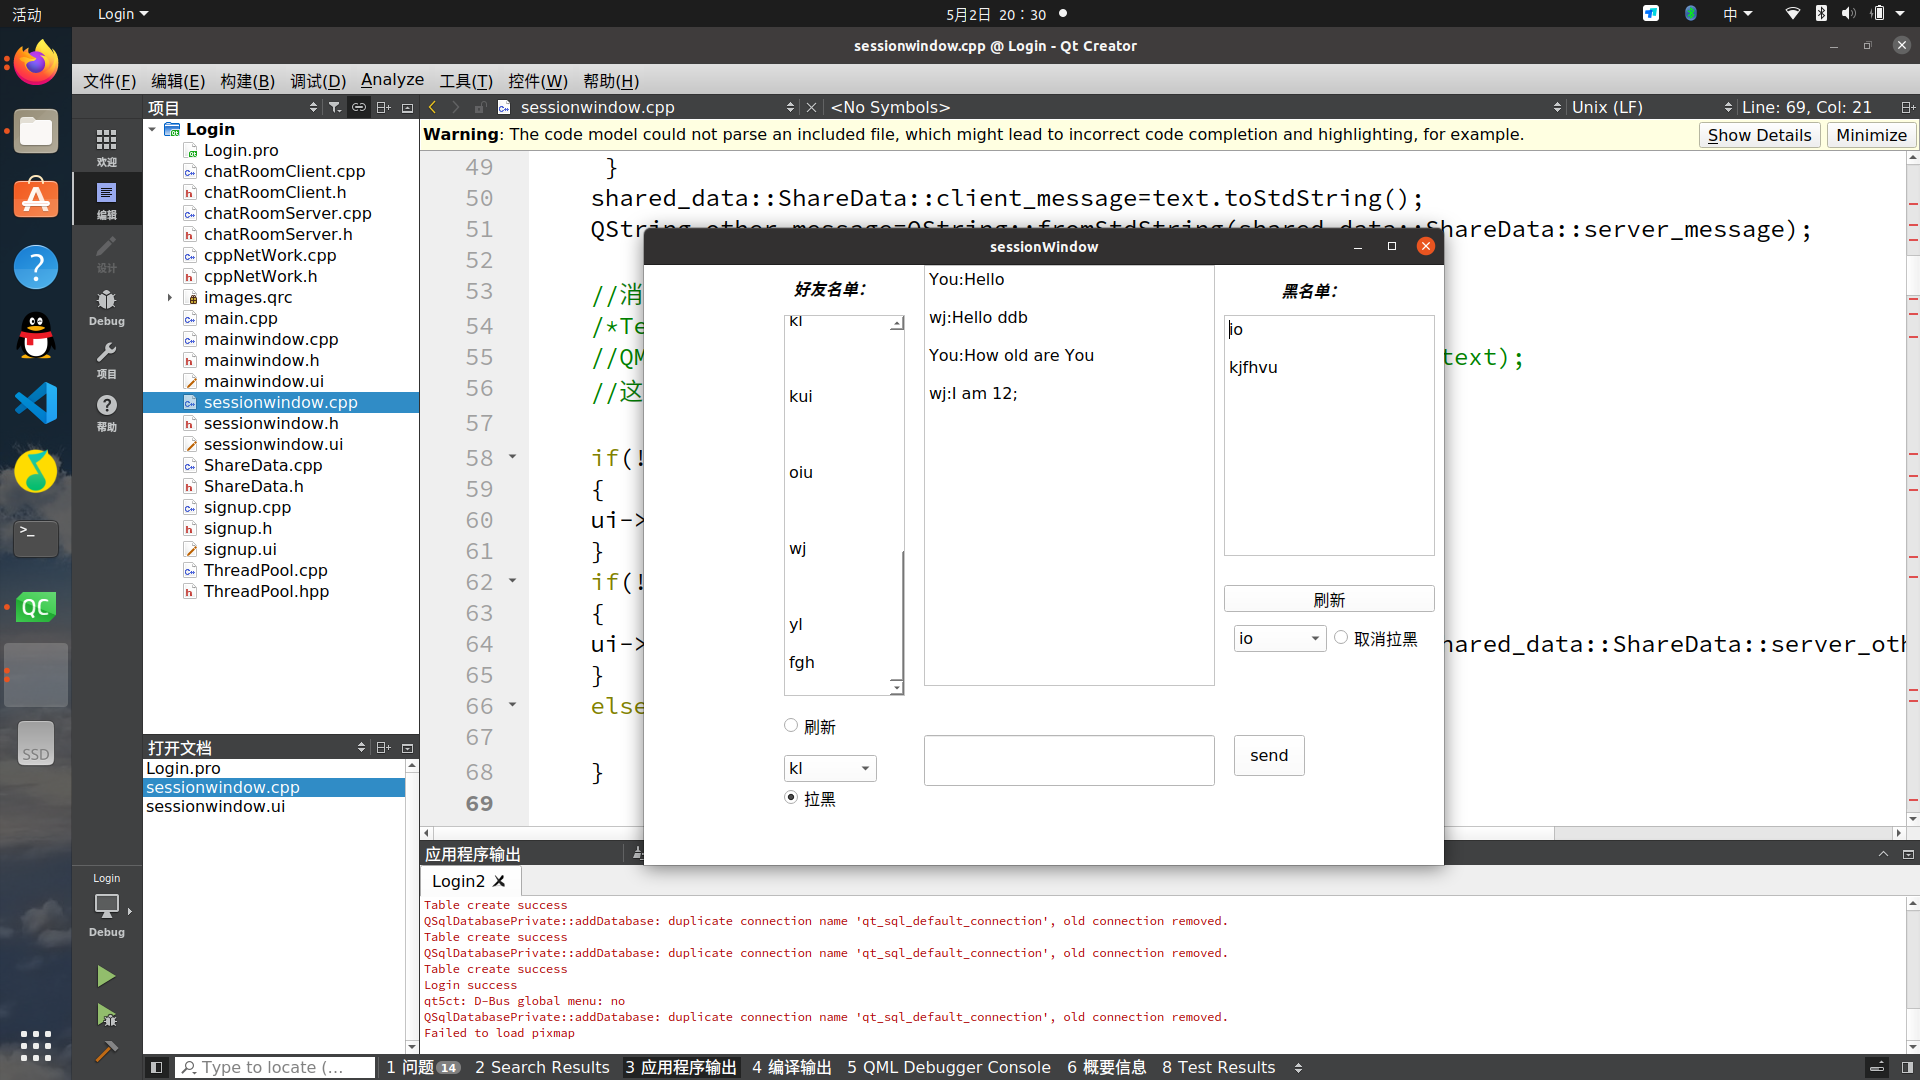 活动
Login
5月2日 20：30
中
sessionwindow.cpp @ Login - Qt Creator
文件(F) 编辑(E) 构建(B) 调试(D) Analyze 工具(T) 控件(W) 帮助(H)
项目
sessionwindow.cpp
<No Symbols>
Unix (LF)
Line: 69, Col: 21
Warning: The code model could not parse an included file, which might lead to incorrect code completion and highlighting, for example.
Show Details
Minimize
欢迎
编辑
设计
Debug
项目
帮助
Login
Debug
SSD
QC
Login
Login.pro
chatRoomClient.cpp
chatRoomClient.h
chatRoomServer.cpp
chatRoomServer.h
cppNetWork.cpp
cppNetWork.h
images.qrc
main.cpp
mainwindow.cpp
mainwindow.h
mainwindow.ui
sessionwindow.cpp
sessionwindow.h
sessionwindow.ui
ShareData.cpp
ShareData.h
signup.cpp
signup.h
signup.ui
ThreadPool.cpp
ThreadPool.hpp
打开文档
Login.pro
sessionwindow.cpp
sessionwindow.ui
49 }
50 shared_data::ShareData::client_message=text.toStdString();
51 QString other_message=QString::fromStdString(shared_data::ShareData::server_message);
52
53 //消
54 /*Te
55 //QM text);
56 //这
57
58 if(!
59 {
60 ui->
61 }
62 if(!
63 {
64 ui-> hared_data::ShareData::server_oth
65 }
66 else
67
68 }
69
sessionWindow
好友名单：
kl
kui
oiu
wj
yl
fgh
刷新
kl
拉黑
You:Hello
wj:Hello ddb
You:How old are You
wj:I am 12;
黑名单：
io
kjfhvu
刷新
io
取消拉黑
send
应用程序输出
Login2
Table create success
QSqlDatabasePrivate::addDatabase: duplicate connection name 'qt_sql_default_connection', old connection removed.
Table create success
QSqlDatabasePrivate::addDatabase: duplicate connection name 'qt_sql_default_connection', old connection removed.
Table create success
Login success
qt5ct: D-Bus global menu: no
QSqlDatabasePrivate::addDatabase: duplicate connection name 'qt_sql_default_connection', old connection removed.
Failed to load pixmap
Type to locate (...
1 问题 14
2 Search Results
3 应用程序输出
4 编译输出
5 QML Debugger Console
6 概要信息
8 Test Results